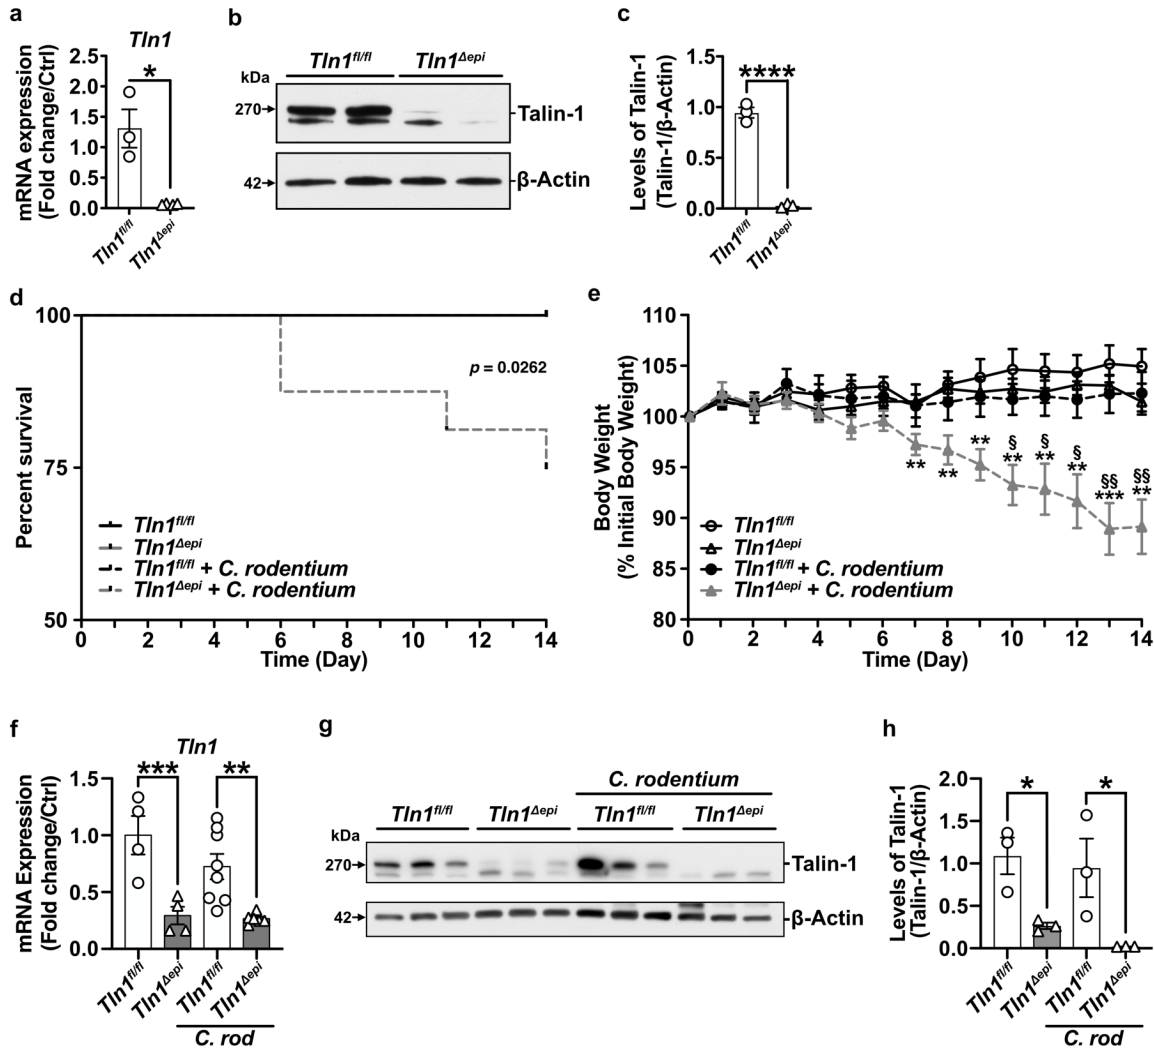 a
Tln1
mRNA expression
(Fold change/Ctrl)
2.5
2.0
1.5
1.0
0.5
0.0
*
Tln1fl/fl
Tln1Δepi
b
Tln1fl/fl
Tln1Δepi
kDa
270
Talin-1
42
β-Actin
c
Levels of Talin-1
(Talin-1/β-Actin)
1.5
1.0
0.5
0.0
****
Tln1fl/fl
Tln1Δepi
d
Percent survival
100
75
50
p = 0.0262
Tln1fl/fl
Tln1Δepi
Tln1fl/fl + C. rodentium
Tln1Δepi + C. rodentium
0 2 4 6 8 10 12 14
Time (Day)
e
Body Weight
(% Initial Body Weight)
110
105
100
95
90
85
80
** ** ** § ** § ** § ** §§ *** §§ **
Tln1fl/fl
Tln1Δepi
Tln1fl/fl + C. rodentium
Tln1Δepi + C. rodentium
0 2 4 6 8 10 12 14
Time (Day)
f
Tln1
mRNA Expression
(Fold change/Ctrl)
1.5
1.0
0.5
0.0
*** **
Tln1fl/fl
Tln1Δepi
Tln1fl/fl
Tln1Δepi
C. rod
g
C. rodentium
Tln1fl/fl Tln1Δepi Tln1fl/fl Tln1Δepi
kDa
270
Talin-1
42
β-Actin
h
Levels of Talin-1
(Talin-1/β-Actin)
2.0
1.5
1.0
0.5
0.0
* *
Tln1fl/fl
Tln1Δepi
Tln1fl/fl
Tln1Δepi
C. rod